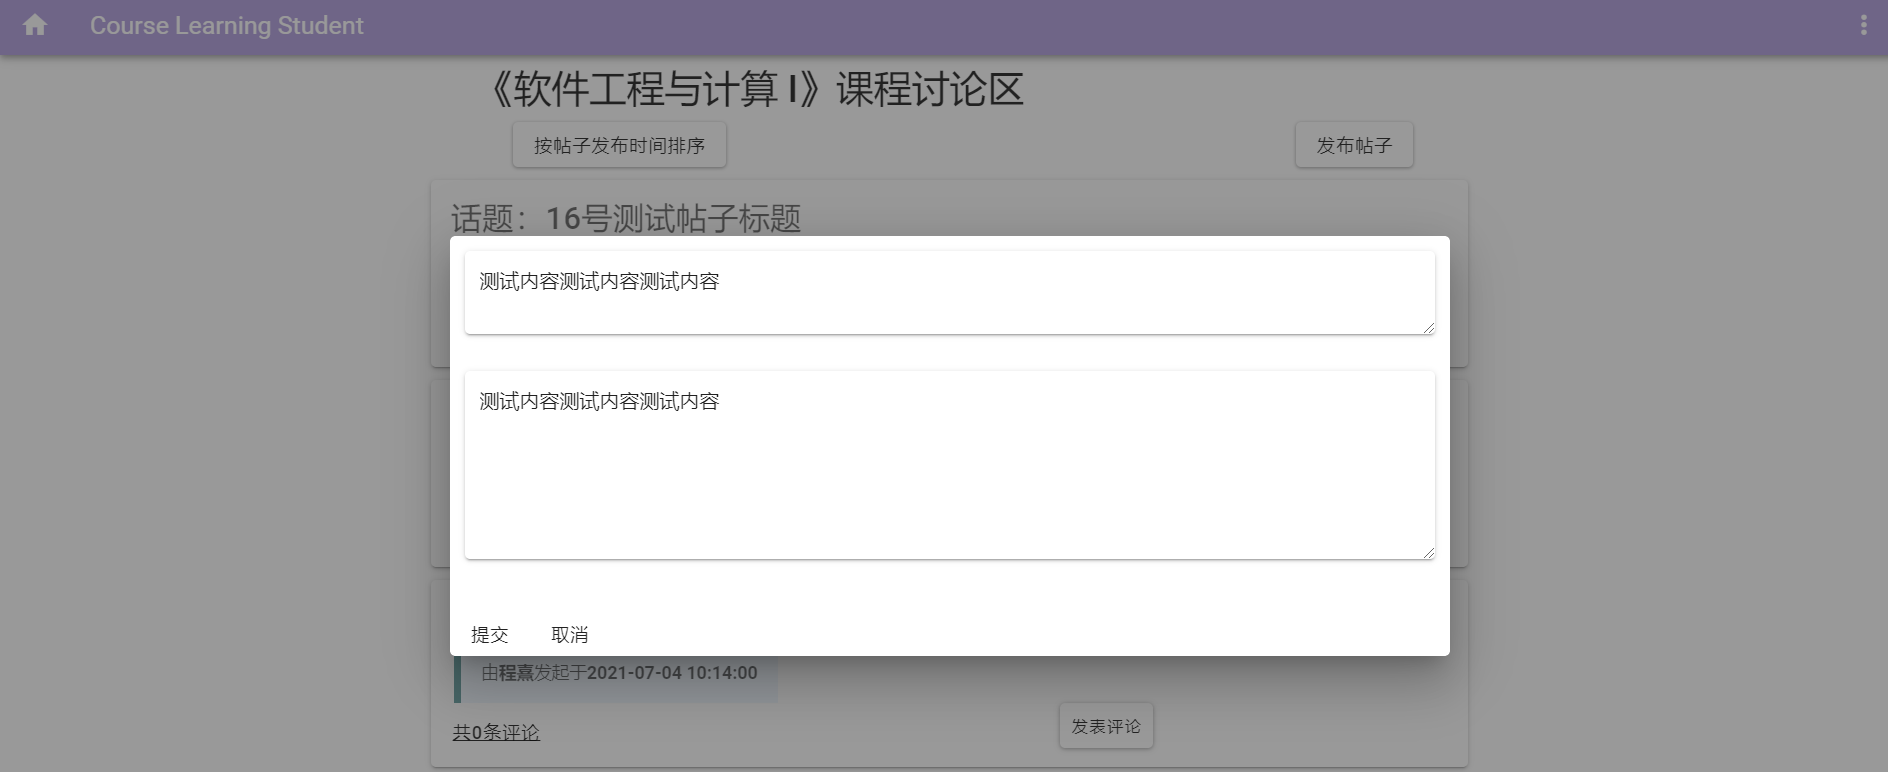 Course Learning Student
《软件工程与计算 I》课程讨论区
按帖子发布时间排序
发布帖子
话题：16号测试帖子标题
测试内容测试内容测试内容
测试内容测试内容测试内容
提交
取消
由程熹发起于2021-07-04 10:14:00
共0条评论
发表评论